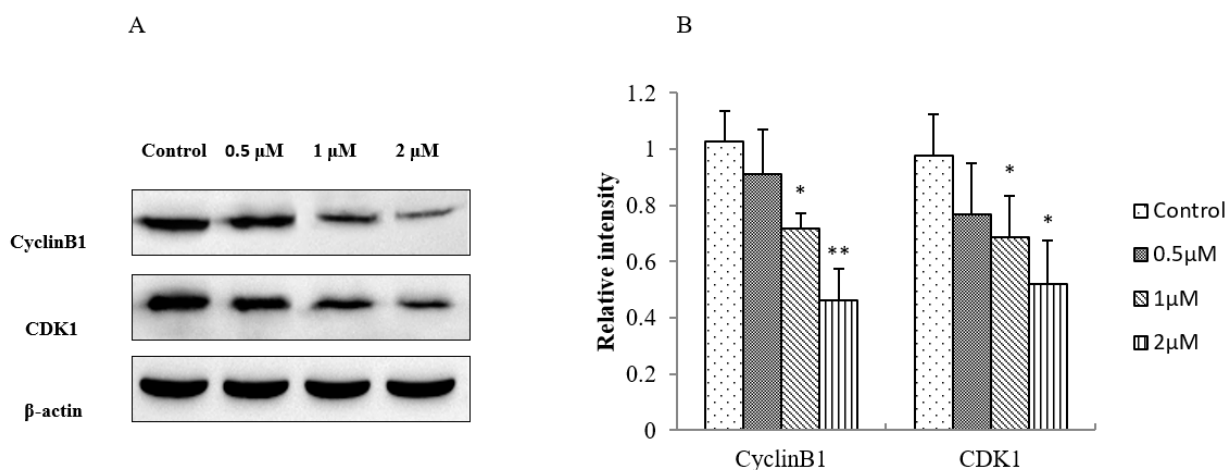 A
Control 0.5 μM 1 μM 2 μM
CyclinB1
CDK1
β-actin
B
Relative intensity
1.2
1
0.8
0.6
0.4
0.2
0
*
**
*
*
CyclinB1 CDK1
Control
0.5μM
1μM
2μM